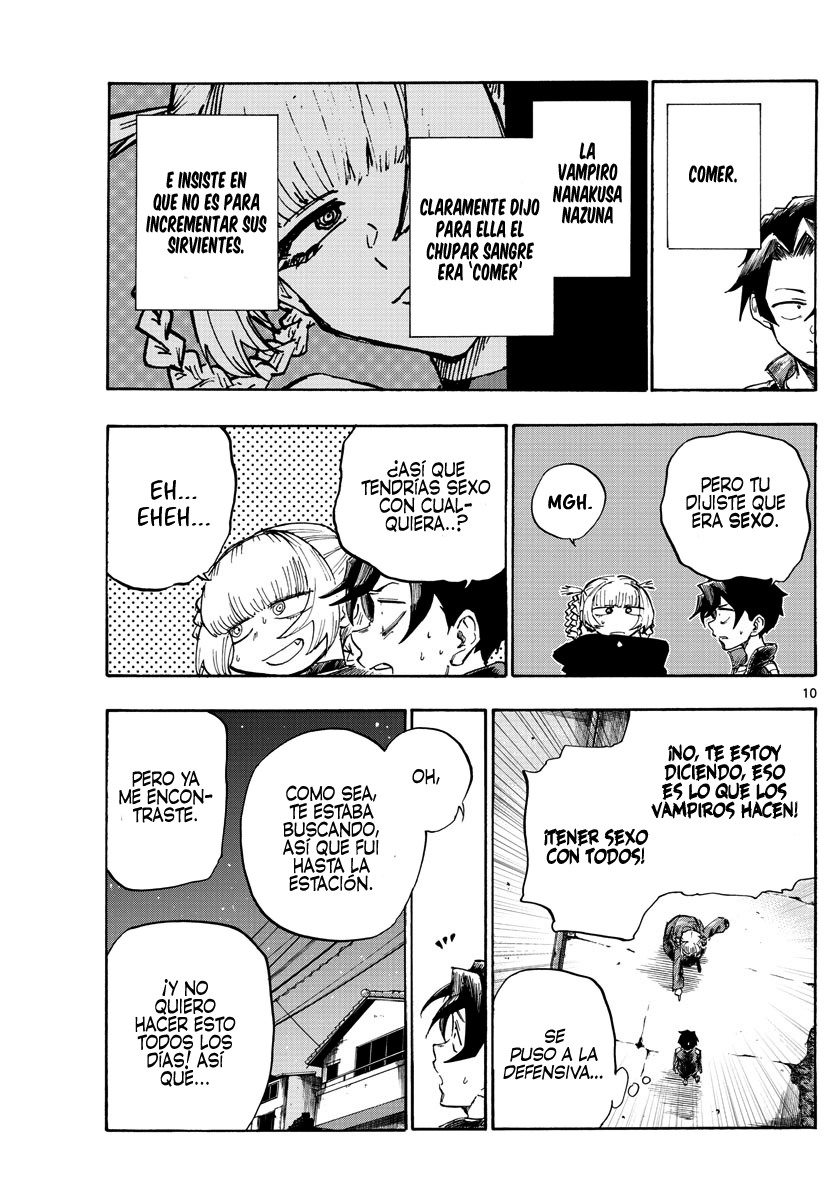 COMER.
LA
VAMPIRO
NANAKUSA
NAZUNA
CLARAMENTE DIJO
PARA ELLA EL
CHUPAR SANGRE
ERA 'COMER'
E INSISTE EN
QUE NO ES PARA
INCREMENTAR SUS
SIRVIENTES.
PERO TU
DIJISTE QUE
ERA SEXO.
MGH.
¿ASÍ QUE
TENDRÍAS SEXO
CON CUAL-
QUIERA..?
EH...
EHEH...
10
¡NO, TE ESTOY
DICIENDO, ESO
ES LO QUE LOS
VAMPIROS HACEN!
¡TENER SEXO
CON TODOS!
SE
PUSO A LA
DEFENSIVA...
OH,
COMO SEA,
TE ESTABA
BUSCANDO,
ASÍ QUE FUI
HASTA LA
ESTACIÓN.
PERO YA
ME ENCON-
TRASTE.
¡Y NO
QUIERO
HACER ESTO
TODOS LOS
DÍAS! ASÍ
QUE...